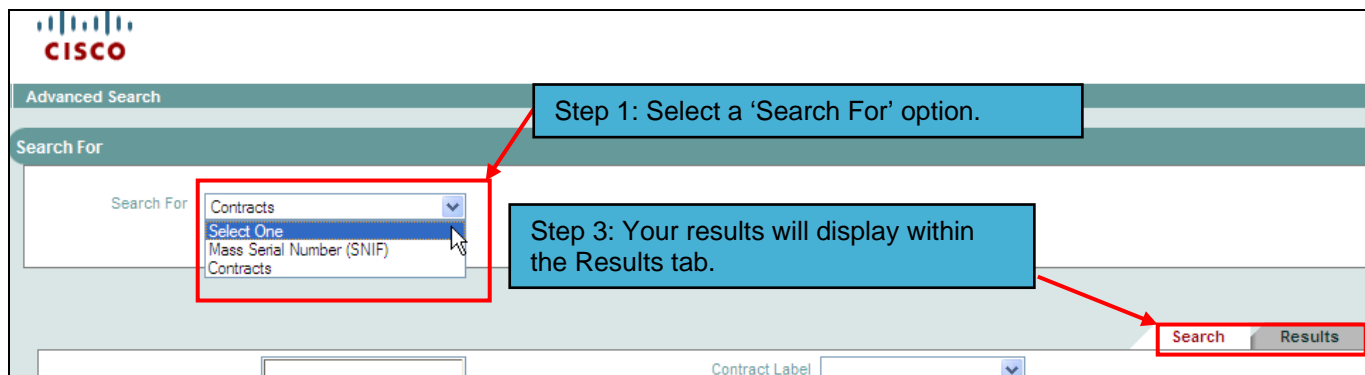 CISCO
Advanced Search
Step 1: Select a ‘Search For’ option.
Search For
Search For
Contracts
Select One
Mass Serial Number (SNIF)
Contracts
Step 3: Your results will display within
the Results tab.
Search
Results
Contract Label